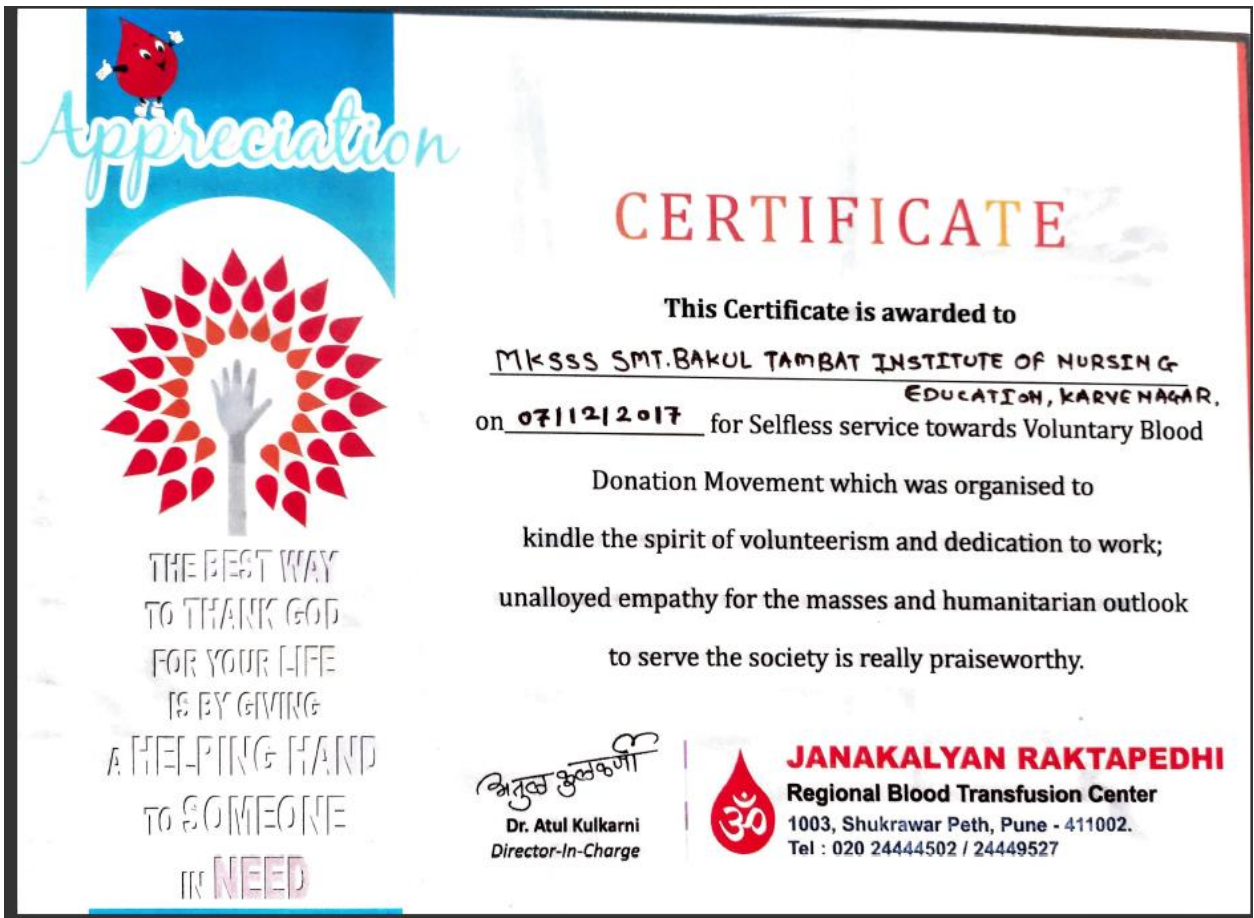 Appreciation
THE BEST WAY
TO THANK GOD
FOR YOUR LIFE
IS BY GIVING
A HELPING HAND
TO SOMEONE
IN NEED
CERTIFICATE
This Certificate is awarded to
MKSSS SMT.BAKUL TAMBAT INSTITUTE OF NURSING
EDUCATION, KARVENAGAR,
on 07/12/2017 for Selfless service towards Voluntary Blood
Donation Movement which was organised to
kindle the spirit of volunteerism and dedication to work;
unalloyed empathy for the masses and humanitarian outlook
to serve the society is really praiseworthy.
अतुल कुलकर्णी
Dr. Atul Kulkarni
Director-In-Charge
ॐ
JANAKALYAN RAKTAPEDHI
Regional Blood Transfusion Center
1003, Shukrawar Peth, Pune - 411002.
Tel : 020 24444502 / 24449527